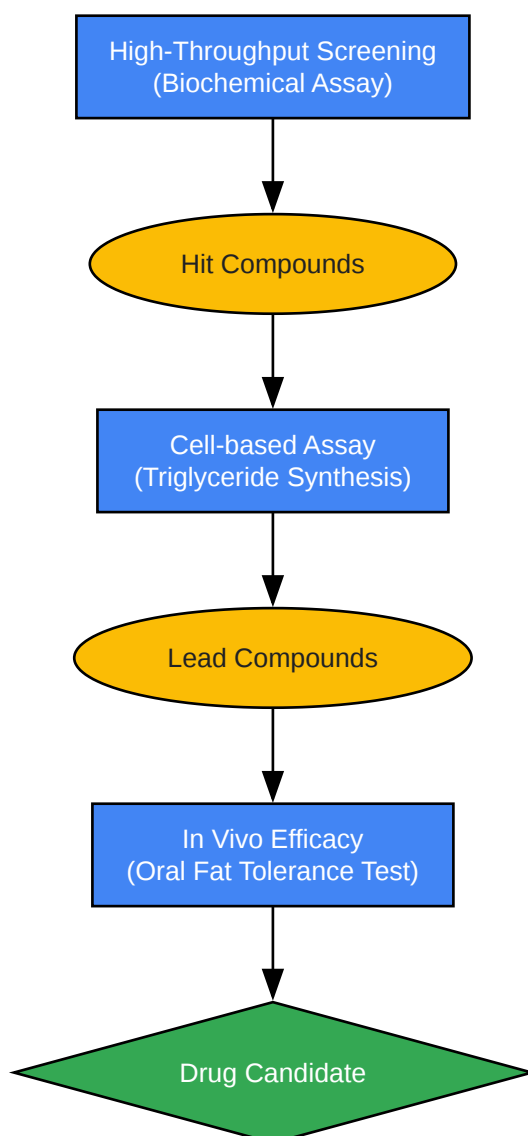 High-Throughput Screening
(Biochemical Assay)
Hit Compounds
Cell-based Assay
(Triglyceride Synthesis)
Lead Compounds
In Vivo Efficacy
(Oral Fat Tolerance Test)
Drug Candidate